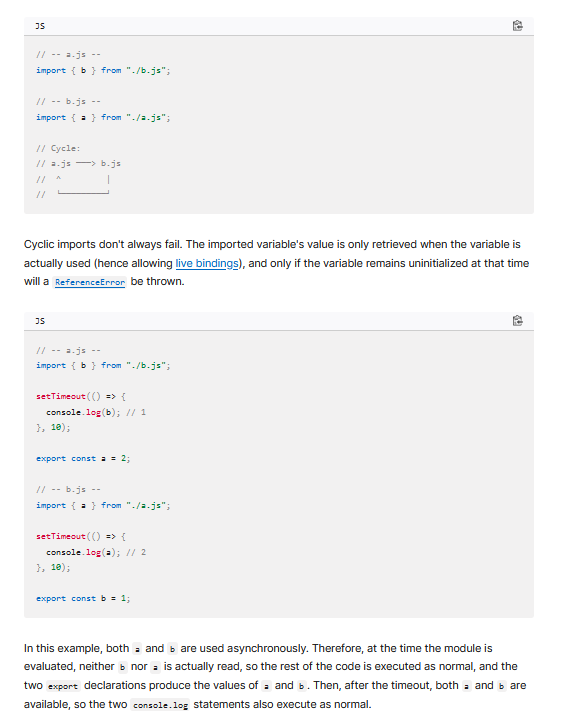 JS
// -- a.js --
import { b } from "./b.js";
// -- b.js --
import { a } from "./a.js";
// Cycle:
// a.js ───> b.js
//  ^         │
//  └─────────┘
Cyclic imports don't always fail. The imported variable's value is only retrieved when the variable is
actually used (hence allowing live bindings), and only if the variable remains uninitialized at that time
will a ReferenceError be thrown.
JS
// -- a.js --
import { b } from "./b.js";
setTimeout(() => {
  console.log(b); // 1
}, 10);
export const a = 2;
// -- b.js --
import { a } from "./a.js";
setTimeout(() => {
  console.log(a); // 2
}, 10);
export const b = 1;
In this example, both a and b are used asynchronously. Therefore, at the time the module is
evaluated, neither b nor a is actually read, so the rest of the code is executed as normal, and the
two export declarations produce the values of a and b. Then, after the timeout, both a and b are
available, so the two console.log statements also execute as normal.